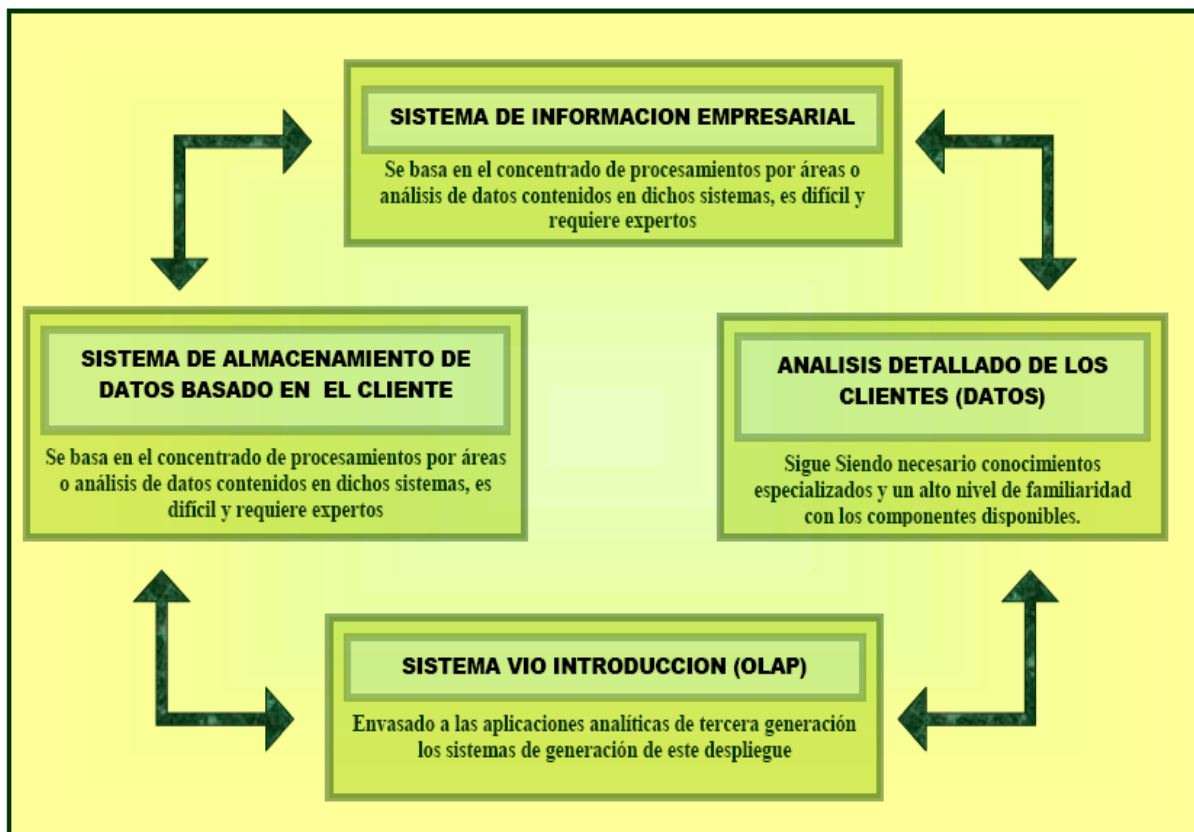 SISTEMA DE INFORMACION EMPRESARIAL
Se basa en el concentrado de procesamientos por áreas o
análisis de datos contenidos en dichos sistemas, es difícil y
requiere expertos
SISTEMA DE ALMACENAMIENTO DE
DATOS BASADO EN EL CLIENTE
Se basa en el concentrado de procesamientos por áreas
o análisis de datos contenidos en dichos sistemas, es
difícil y requiere expertos
ANALISIS DETALLADO DE LOS
CLIENTES (DATOS)
Sigue Siendo necesario conocimientos
especializados y un alto nivel de familiaridad
con los componentes disponibles.
SISTEMA VIO INTRODUCCION (OLAP)
Envasado a las aplicaciones analíticas de tercera generación
los sistemas de generación de este despliegue